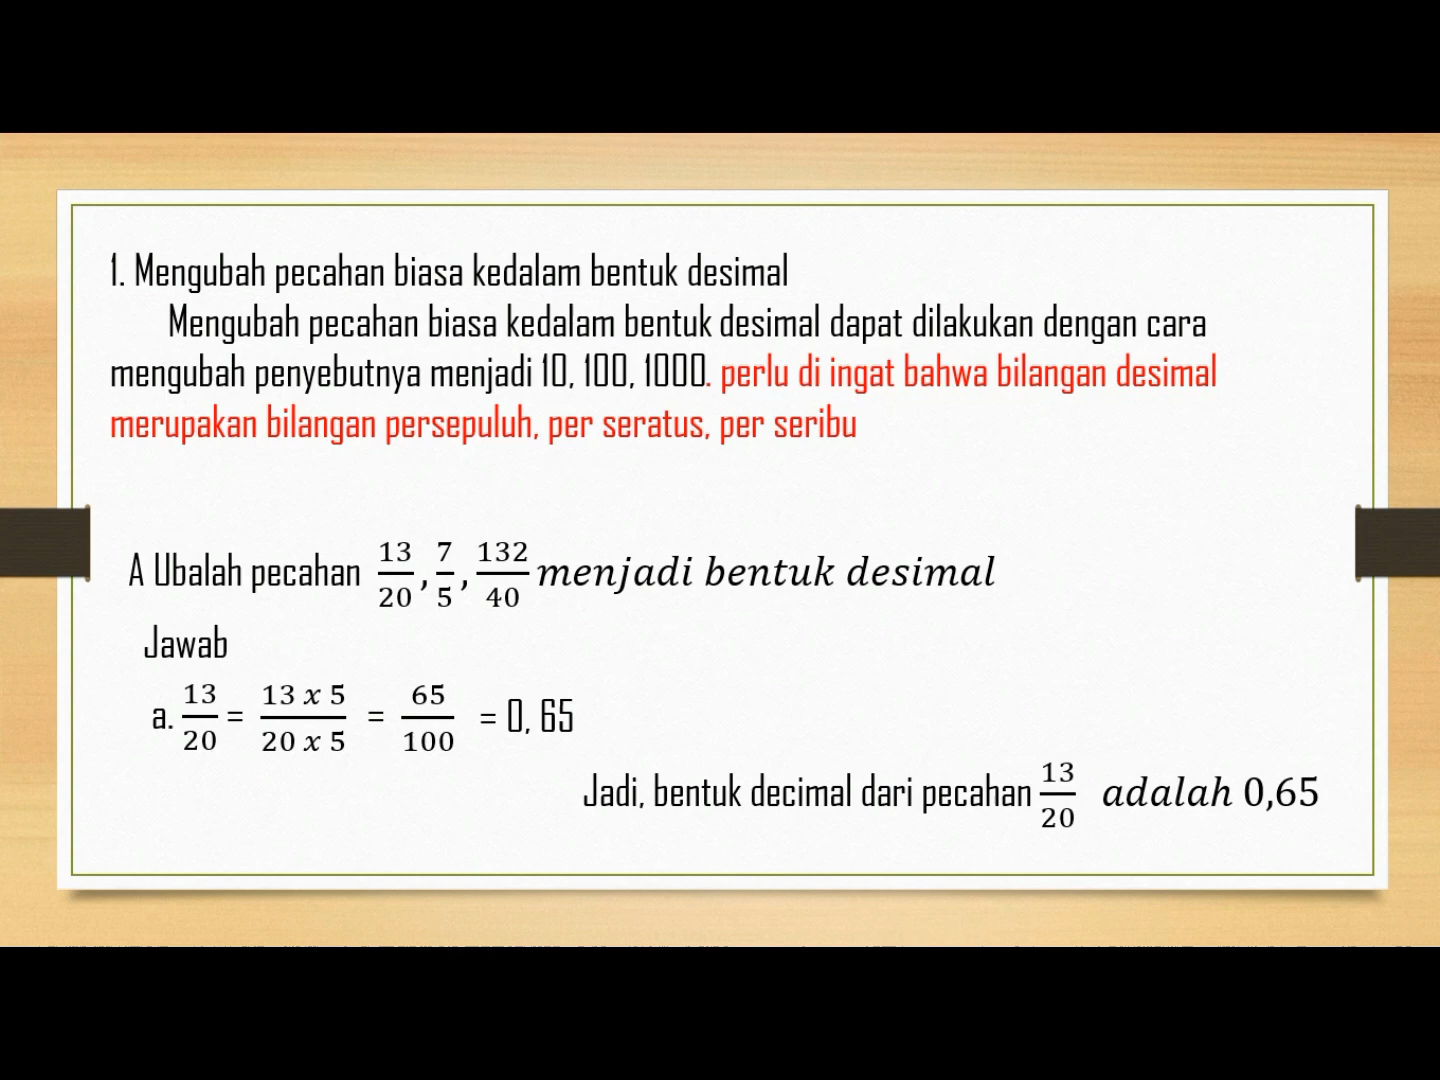 1. Mengubah pecahan biasa kedalam bentuk desimal
Mengubah pecahan biasa kedalam bentuk desimal dapat dilakukan dengan cara
mengubah penyebutnya menjadi 10, 100, 1000. perlu di ingat bahwa bilangan desimal
merupakan bilangan persepuluh, per seratus, per seribu
A Ubalah pecahan 13/20, 7/5, 132/40 menjadi bentuk desimal
Jawab
a. 13/20 = 13 x 5/20 x 5 = 65/100 = 0, 65
Jadi, bentuk decimal dari pecahan 13/20 adalah 0,65